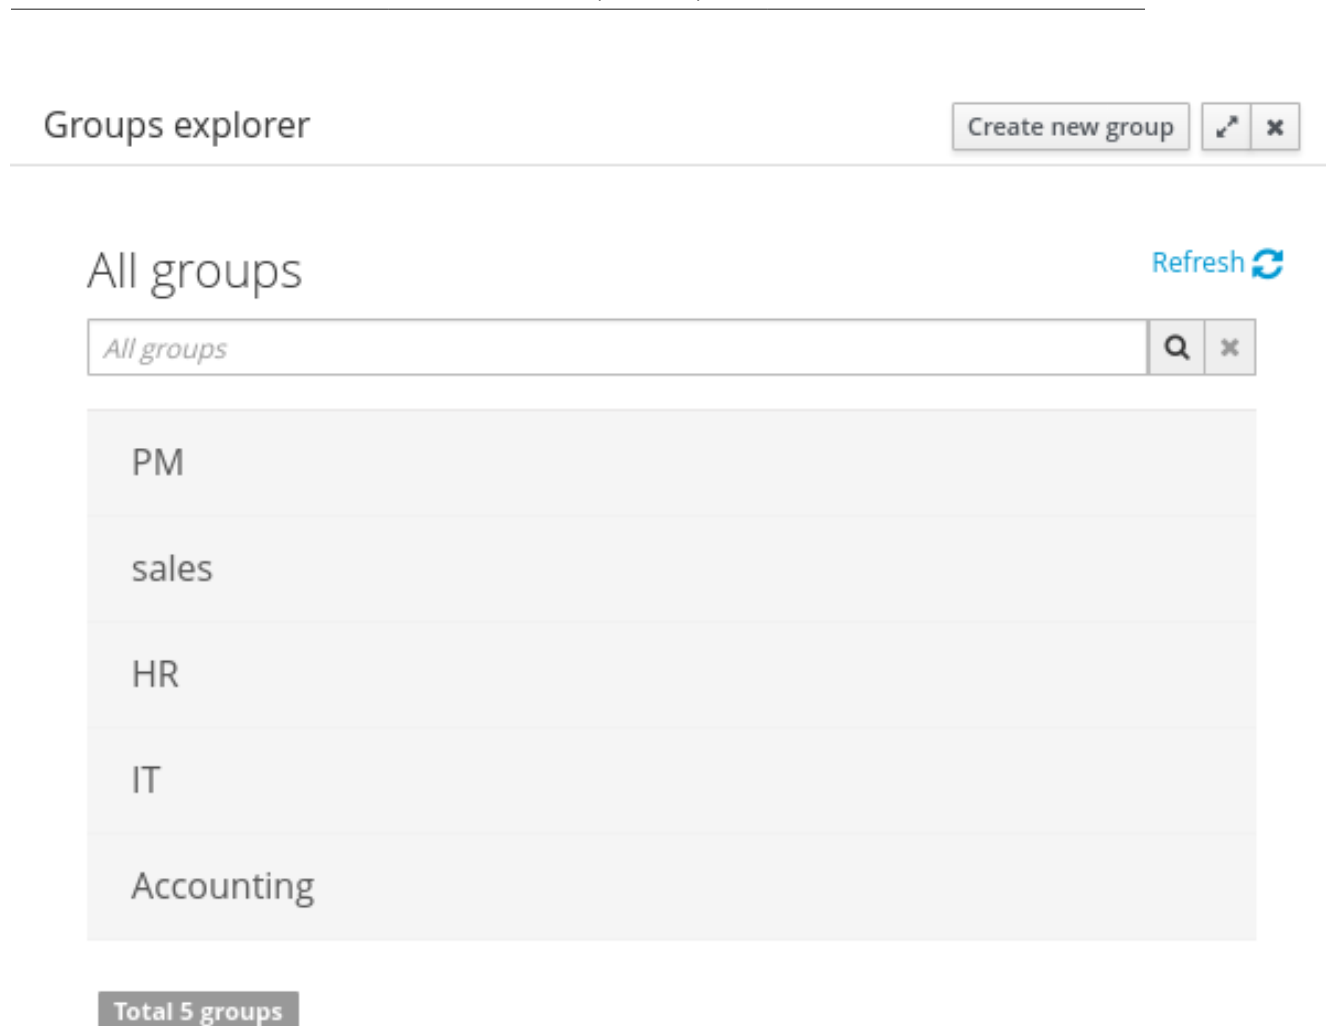 Groups explorer
Create new group
All groups
Refresh
All groups
PM
sales
HR
IT
Accounting
Total 5 groups